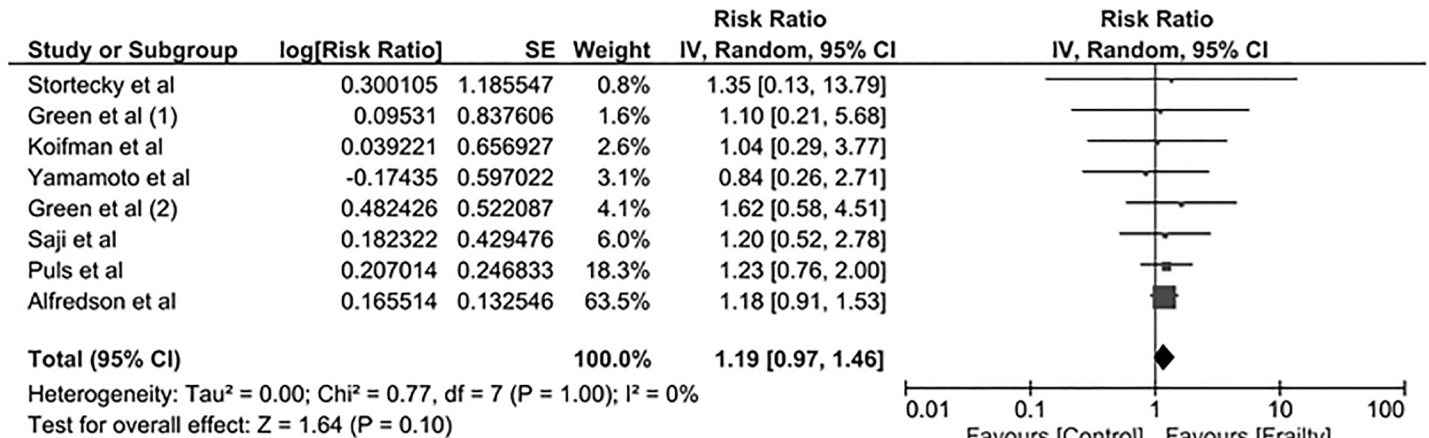 Risk Ratio Risk Ratio
Study or Subgroup log[Risk Ratio] SE Weight IV, Random, 95% CI IV, Random, 95% CI
Stortecky et al 0.300105 1.185547 0.8% 1.35 [0.13, 13.79]
Green et al (1) 0.09531 0.837606 1.6% 1.10 [0.21, 5.68]
Koifman et al 0.039221 0.656927 2.6% 1.04 [0.29, 3.77]
Yamamoto et al -0.17435 0.597022 3.1% 0.84 [0.26, 2.71]
Green et al (2) 0.482426 0.522087 4.1% 1.62 [0.58, 4.51]
Saji et al 0.182322 0.429476 6.0% 1.20 [0.52, 2.78]
Puls et al 0.207014 0.246833 18.3% 1.23 [0.76, 2.00]
Alfredson et al 0.165514 0.132546 63.5% 1.18 [0.91, 1.53]
Total (95% CI) 100.0% 1.19 [0.97, 1.46]
Heterogeneity: Tau² = 0.00; Chi² = 0.77, df = 7 (P = 1.00); I² = 0%
Test for overall effect: Z = 1.64 (P = 0.10)
0.01 0.1 1 10 100
Favours [Control] Favours [Frailty]